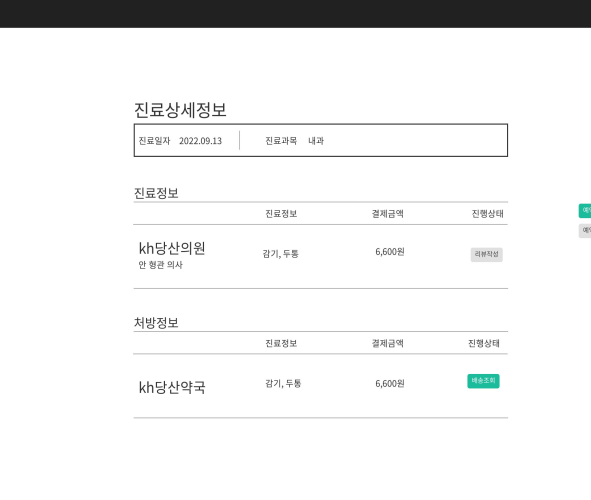 진료상세정보
진료일자 2022.09.13 진료과목 내과
진료정보
진료정보 결제금액 진행상태
kh당산의원 감기, 두통 6,600원 리뷰작성
안 형관 의사
처방정보
진료정보 결제금액 진행상태
kh당산약국 감기, 두통 6,600원 배송조회